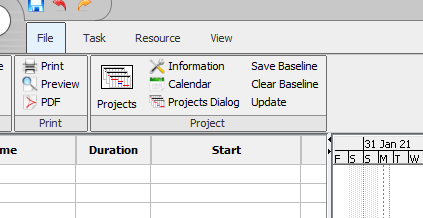 File Task Resource View
Print Information Save Baseline
Preview Calendar Clear Baseline
PDF Projects Projects Dialog Update
Print Project
me Duration Start
31 Jan 21
F S S M T W